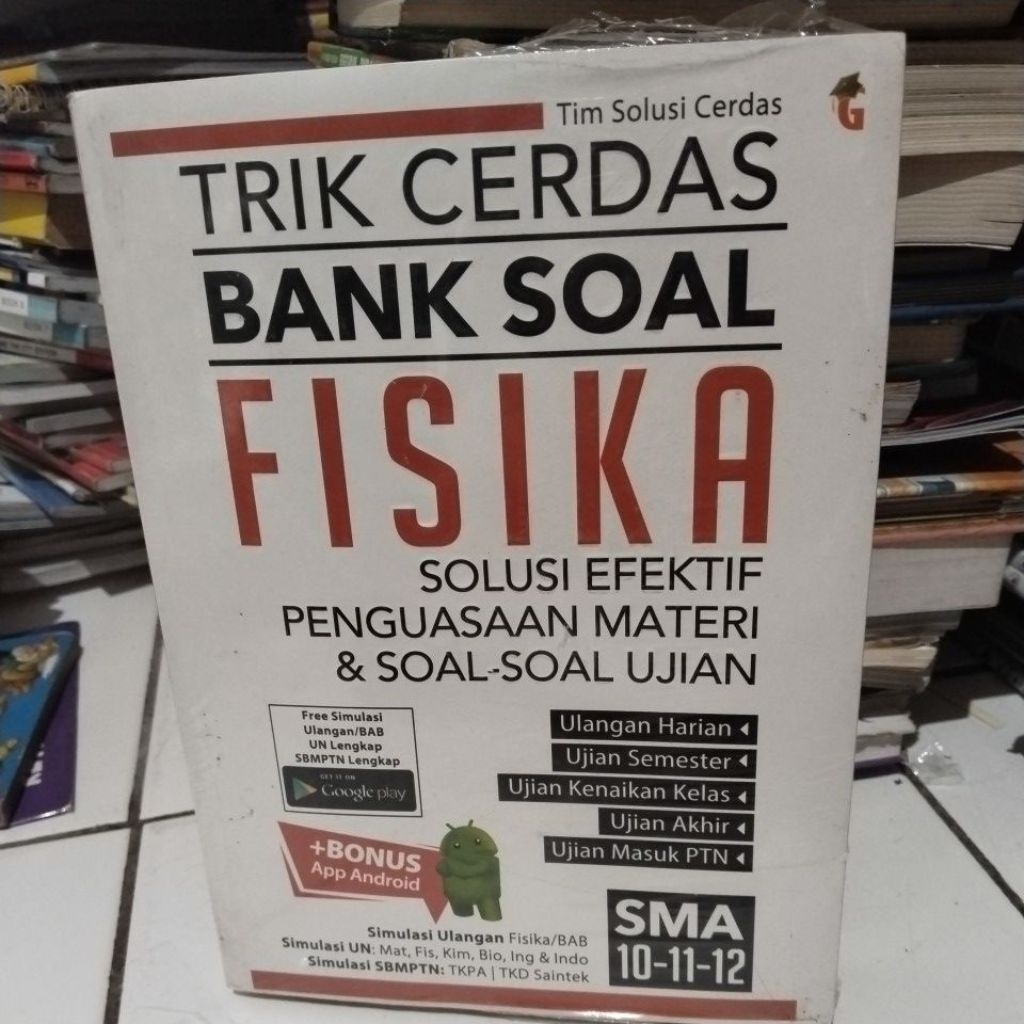 Tim Solusi Cerdas
G
TRIK CERDAS
BANK SOAL
FISIKA
SOLUSI EFEKTIF
PENGUASAAN MATERI
& SOAL-SOAL UJIAN
Free Simulasi
Ulangan/BAB
UN Lengkap
SBMPTN Lengkap
GET IT ON
Google play
+BONUS
App Android
Ulangan Harian
Ujian Semester
Ujian Kenaikan Kelas
Ujian Akhir
Ujian Masuk PTN
Simulasi Ulangan Fisika/BAB
Simulasi UN: Mat, Fis, Kim, Bio, Ing & Indo
Simulasi SBMPTN: TKPA | TKD Saintek
SMA
10-11-12